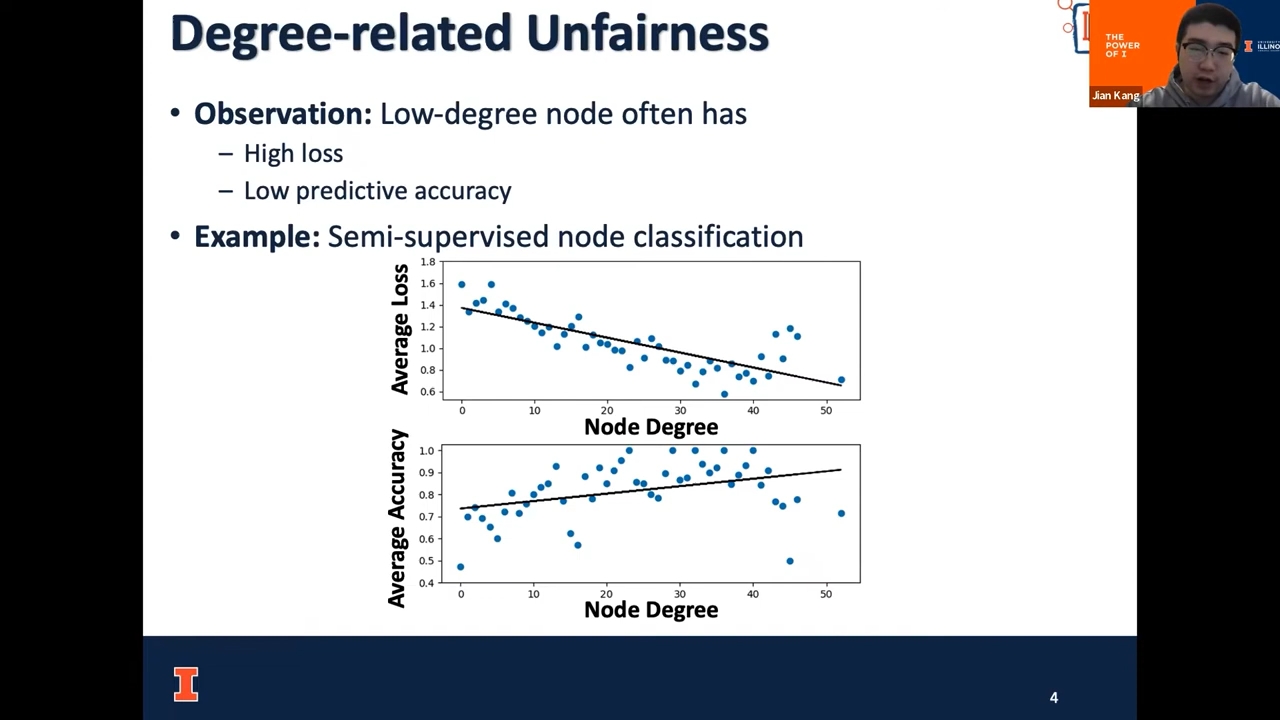 Degree-related Unfairness
THE
POWER
OF I
ILLINO
Jian Kang
• Observation: Low-degree node often has
– High loss
– Low predictive accuracy
• Example: Semi-supervised node classification
Average Loss
1.8
1.6
1.4
1.2
1.0
0.8
0.6
0 10 20 30 40 50
Node Degree
Average Accuracy
1.0
0.9
0.8
0.7
0.6
0.5
0.4
0 10 20 30 40 50
Node Degree
I
4